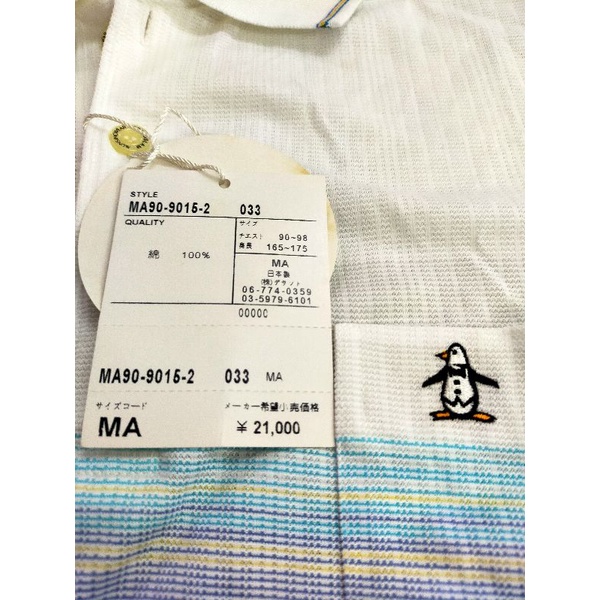 STYLE
MA90-9015-2 033
QUALITY
綿 100%
サイズ
チエスト 90~98
身長 165~175
MA
日本製
(株)デサント
06-774-0359
03-5979-6101
00000
MA90-9015-2 033 MA
サイズコード
MA
メーカー希望小売価格
¥ 21,000